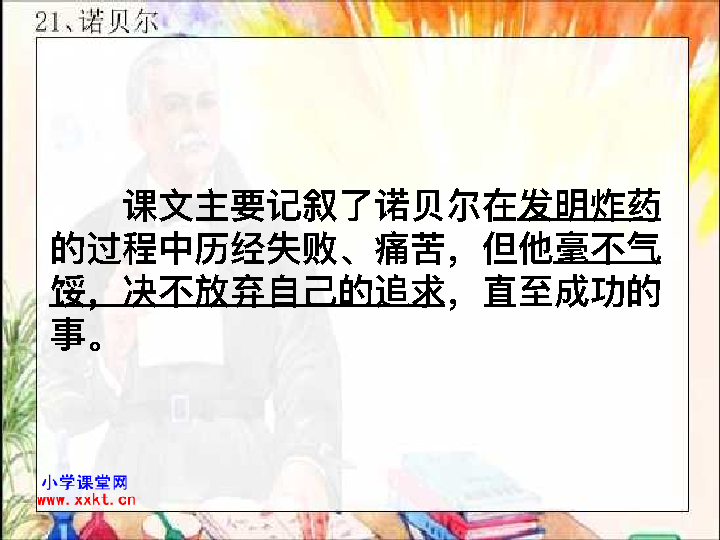 21、诺贝尔
课文主要记叙了诺贝尔在发明炸药
的过程中历经失败、痛苦，但他毫不气
馁，决不放弃自己的追求，直至成功的
事。
小学课堂网
www.xxkt.cn